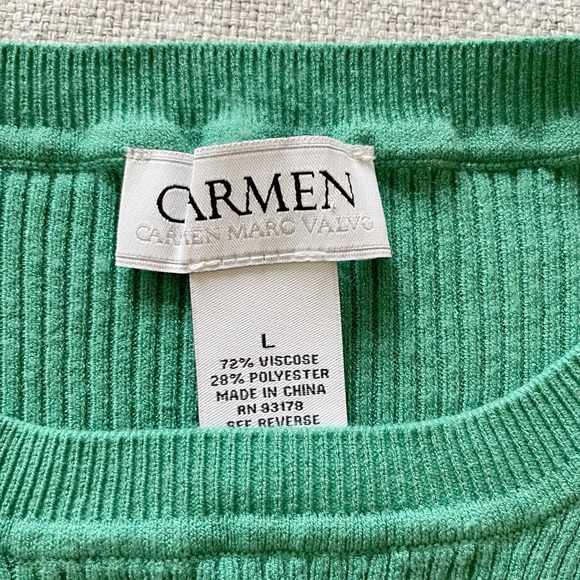 CARMEN
CARMEN MARC VALVO
L
72% VISCOSE
28% POLYESTER
MADE IN CHINA
RN 93178
SEE REVERSE